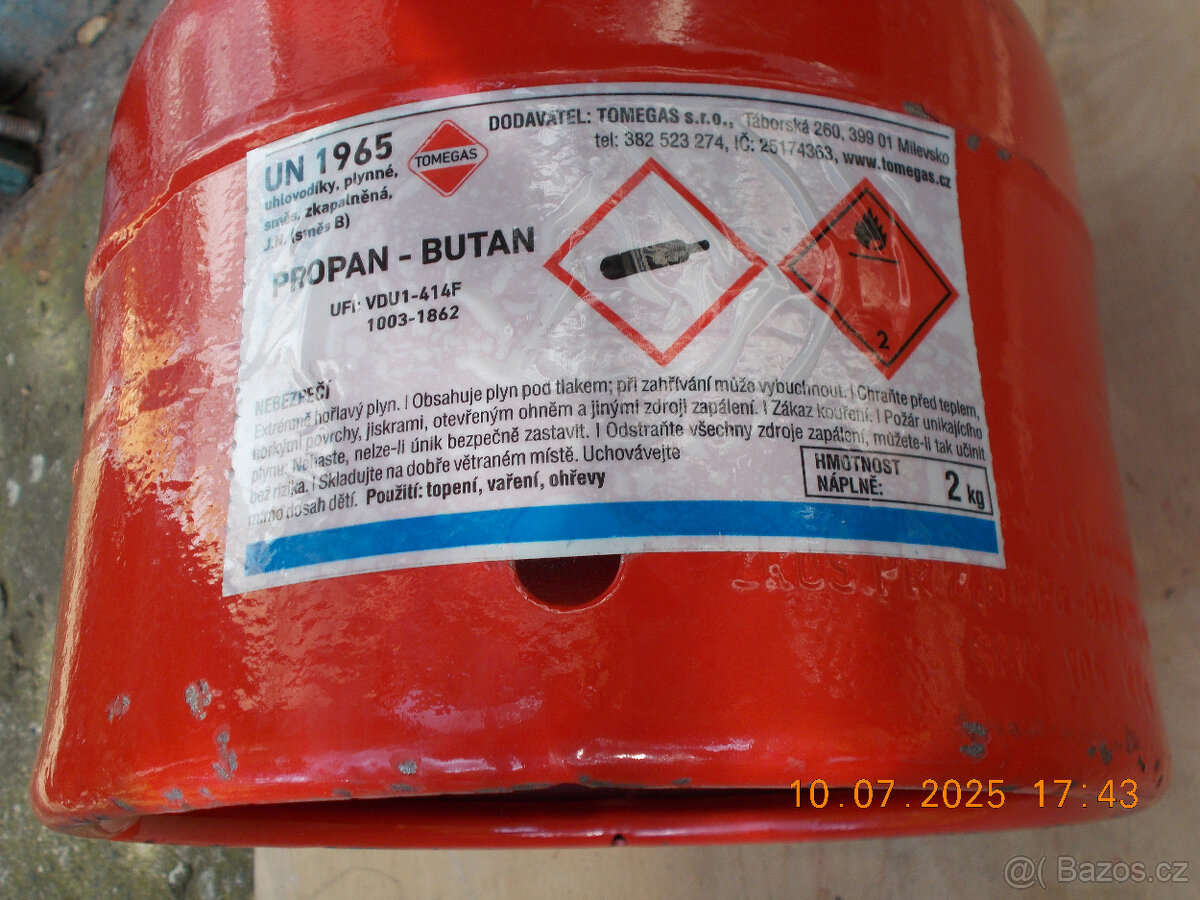 DODAVATEL: TOMEGAS s.r.o., Táborská 260, 399 01 Milevsko
tel: 382 523 274, IČ: 25174363, www.tomegas.cz
UN 1965
uhlovodíky, plynné,
směs, zkapalněná,
J.N. (směs B)
TOMEGAS
PROPAN - BUTAN
UFI: VDU1-414F
1003-1862
2
NEBEZPEČÍ
Extrémně hořlavý plyn. I Obsahuje plyn pod tlakem; při zahřívání může vybuchnout. I Chraňte před teplem,
horkými povrchy, jiskrami, otevřeným ohněm a jinými zdroji zapálení. I Zákaz kouření. I Požár unikajícího
plynu: Nehaste, nelze-li únik bezpečně zastavit. I Odstraňte všechny zdroje zapálení, můžete-li tak učinit
bez rizika. I Skladujte na dobře větraném místě. Uchovávejte
mimo dosah dětí. Použití: topení, vaření, ohřevy
HMOTNOST
NÁPLNĚ: 2 kg
10.07.2025 17:43
@( Bazos.cz